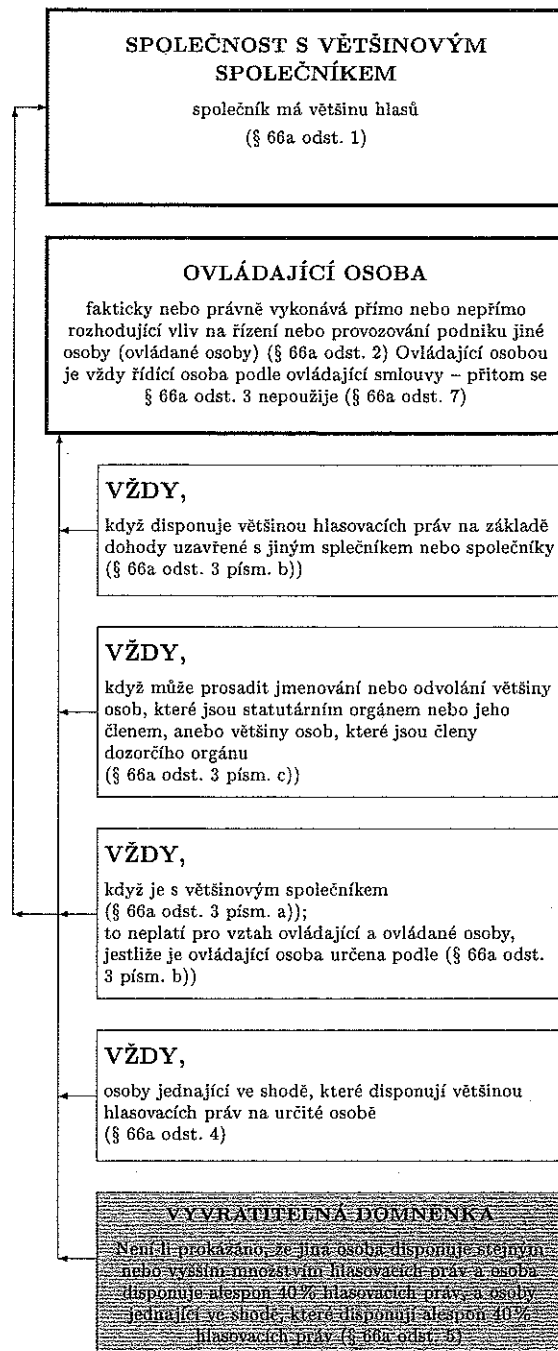 SPOLEČNOST S VĚTŠINOVÝM
SPOLEČNÍKEM
společník má většinu hlasů
(§ 66a odst. 1)
OVLÁDAJÍCÍ OSOBA
fakticky nebo právně vykonává přímo nebo nepřímo
rozhodující vliv na řízení nebo provozování podniku jiné
osoby (ovládané osoby) (§ 66a odst. 2) Ovládající osobou
je vždy řídící osoba podle ovládající smlouvy – přitom se
§ 66a odst. 3 nepoužije (§ 66a odst. 7)
VŽDY,
když disponuje většinou hlasovacích práv na základě
dohody uzavřené s jiným splečníkem nebo společníky
(§ 66a odst. 3 písm. b))
VŽDY,
když může prosadit jmenování nebo odvolání většiny
osob, které jsou statutárním orgánem nebo jeho
členem, anebo většiny osob, které jsou členy
dozorčího orgánu
(§ 66a odst. 3 písm. c))
VŽDY,
když je s většinovým společníkem
(§ 66a odst. 3 písm. a));
to neplatí pro vztah ovládající a ovládané osoby,
jestliže je ovládající osoba určena podle (§ 66a odst.
3 písm. b))
VŽDY,
osoby jednající ve shodě, které disponují většinou
hlasovacích práv na určité osobě
(§ 66a odst. 4)
VYVRATITELNÁ DOMNĚNKA
Není-li prokázáno, že jiná osoba disponuje stejným
nebo vyšším množstvím hlasovacích práv a osoba
disponuje alespoň 40% hlasovacích práv, a osoby
jednající ve shodě, které disponují alespoň 40%
hlasovacích práv (§ 66a odst. 5)